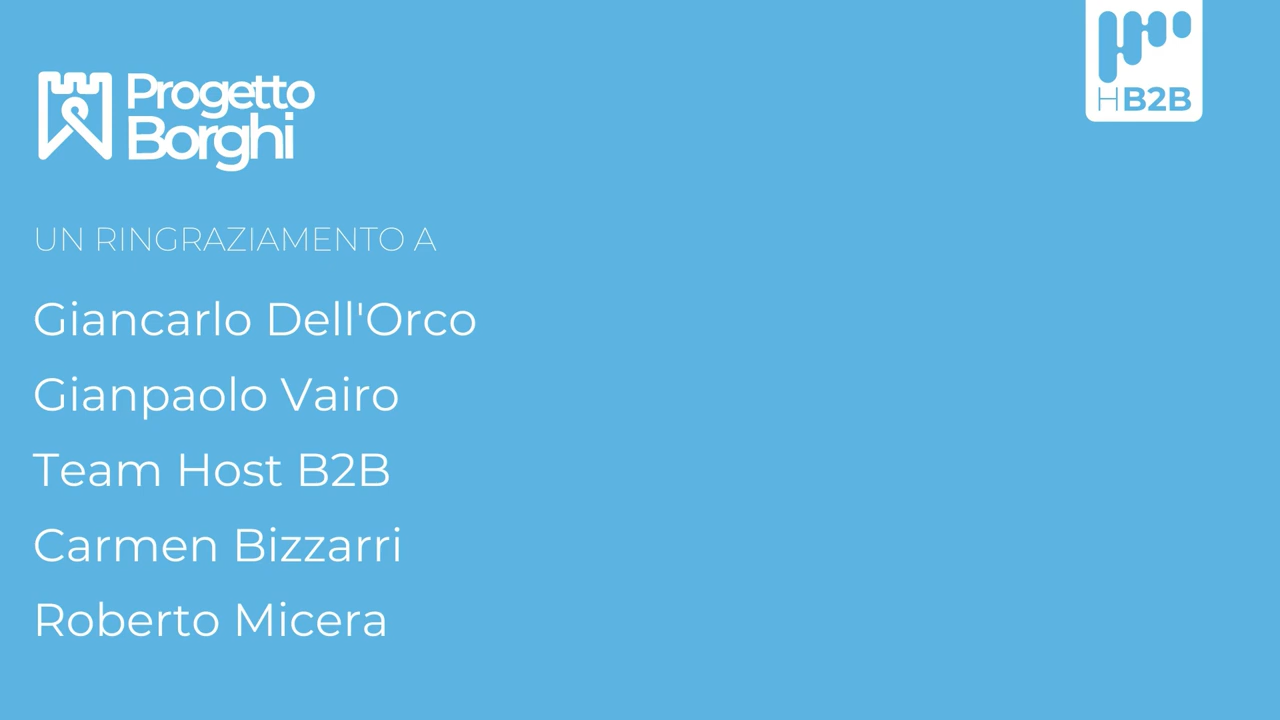 Progetto
Borghi
HB2B
UN RINGRAZIAMENTO A
Giancarlo Dell'Orco
Gianpaolo Vairo
Team Host B2B
Carmen Bizzarri
Roberto Micera